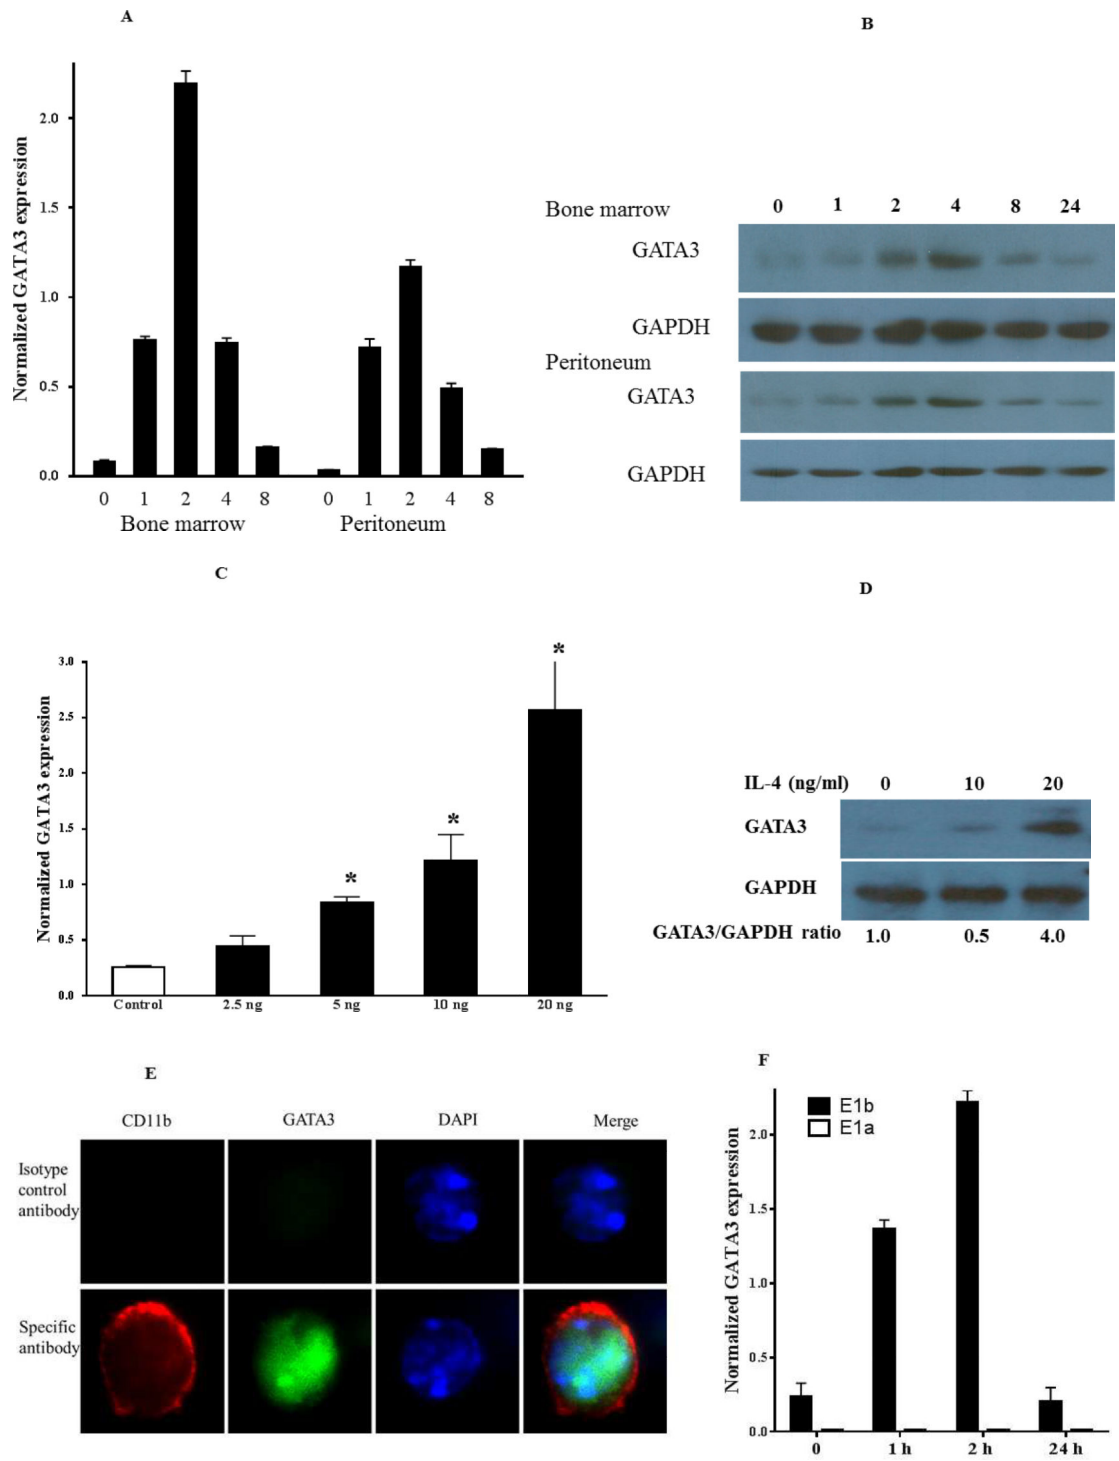 A
Normalized GATA3 expression
2.0
1.5
1.0
0.5
0.0
0 1 2 4 8 0 1 2 4 8
Bone marrow Peritoneum
B
Bone marrow 0 1 2 4 8 24
GATA3
GAPDH
Peritoneum
GATA3
GAPDH
C
Normalized GATA3 expression
3.0
2.5
2.0
1.5
1.0
0.5
0.0
* * * *
Control 2.5 ng 5 ng 10 ng 20 ng
D
IL-4 (ng/ml) 0 10 20
GATA3
GAPDH
GATA3/GAPDH ratio 1.0 0.5 4.0
E
CD11b GATA3 DAPI Merge
Isotype
control
antibody
Specific
antibody
F
Normalized GATA3 expression
E1b
E1a
2.0
1.5
1.0
0.5
0.0
0 1 h 2 h 24 h